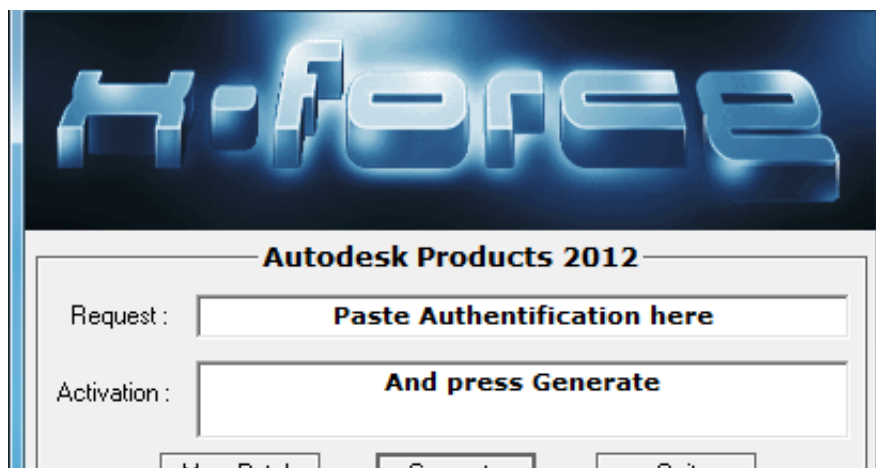 x-force
Autodesk Products 2012
Request :
Paste Authentification here
Activation :
And press Generate